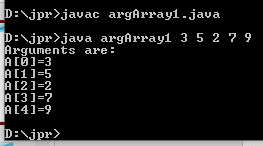 D:\jpr>javac argArray1.java
D:\jpr>java argArray1 3 5 2 7 9
Arguments are:
A[0]=3
A[1]=5
A[2]=2
A[3]=7
A[4]=9
D:\jpr>